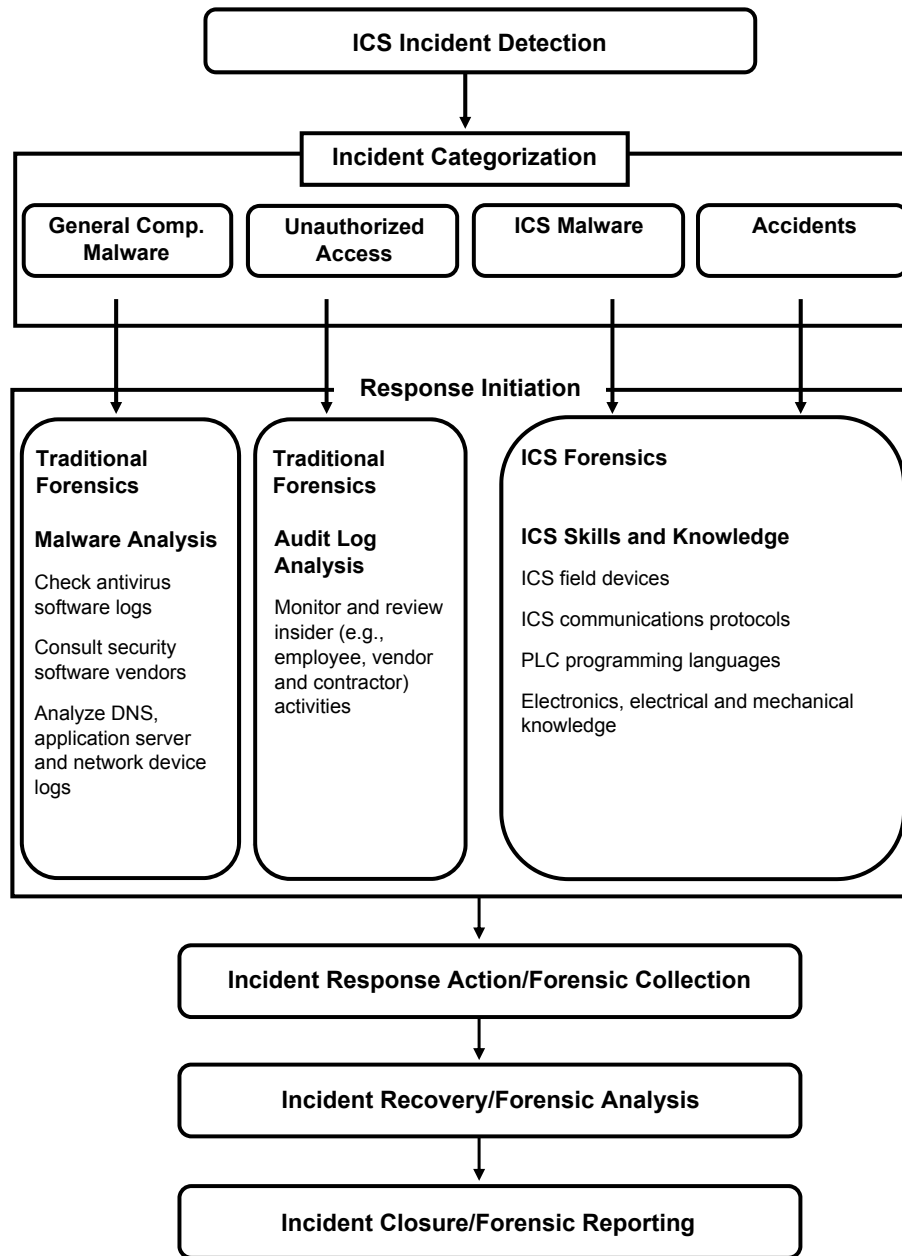 ICS Incident Detection
Incident Categorization
General Comp.
Malware
Unauthorized
Access
ICS Malware
Accidents
Response Initiation
Traditional
Forensics
Malware Analysis
Check antivirus
software logs
Consult security
software vendors
Analyze DNS,
application server
and network device
logs
Traditional
Forensics
Audit Log
Analysis
Monitor and review
insider (e.g.,
employee, vendor
and contractor)
activities
ICS Forensics
ICS Skills and Knowledge
ICS field devices
ICS communications protocols
PLC programming languages
Electronics, electrical and mechanical
knowledge
Incident Response Action/Forensic Collection
Incident Recovery/Forensic Analysis
Incident Closure/Forensic Reporting